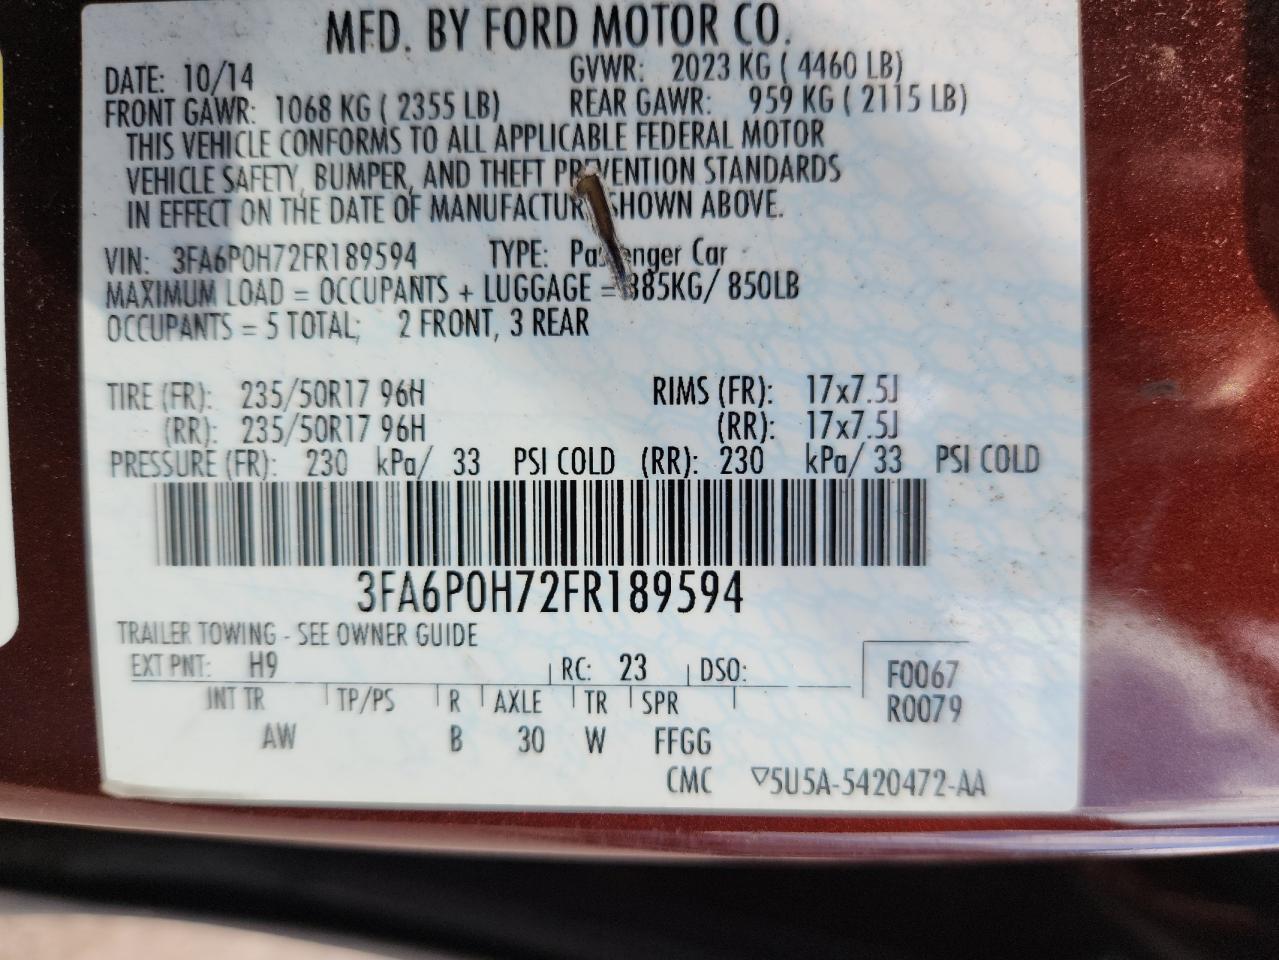 MFD. BY FORD MOTOR CO.
DATE: 10/14 GVWR: 2023 KG ( 4460 LB)
FRONT GAWR: 1068 KG ( 2355 LB) REAR GAWR: 959 KG ( 2115 LB)
THIS VEHICLE CONFORMS TO ALL APPLICABLE FEDERAL MOTOR
VEHICLE SAFETY, BUMPER, AND THEFT PREVENTION STANDARDS
IN EFFECT ON THE DATE OF MANUFACTURE SHOWN ABOVE.
VIN: 3FA6P0H72FR189594 TYPE: Passenger Car
MAXIMUM LOAD = OCCUPANTS + LUGGAGE = 385KG/ 850LB
OCCUPANTS = 5 TOTAL; 2 FRONT, 3 REAR
TIRE (FR): 235/50R17 96H RIMS (FR): 17x7.5J
(RR): 235/50R17 96H (RR): 17x7.5J
PRESSURE (FR): 230 kPa/ 33 PSI COLD (RR): 230 kPa/ 33 PSI COLD
3FA6P0H72FR189594
TRAILER TOWING - SEE OWNER GUIDE
EXT PNT: H9 RC: 23 DSO: F0067
INT TR TP/PS R AXLE TR SPR R0079
AW B 30 W FFGG
CMC ▽5U5A-5420472-AA